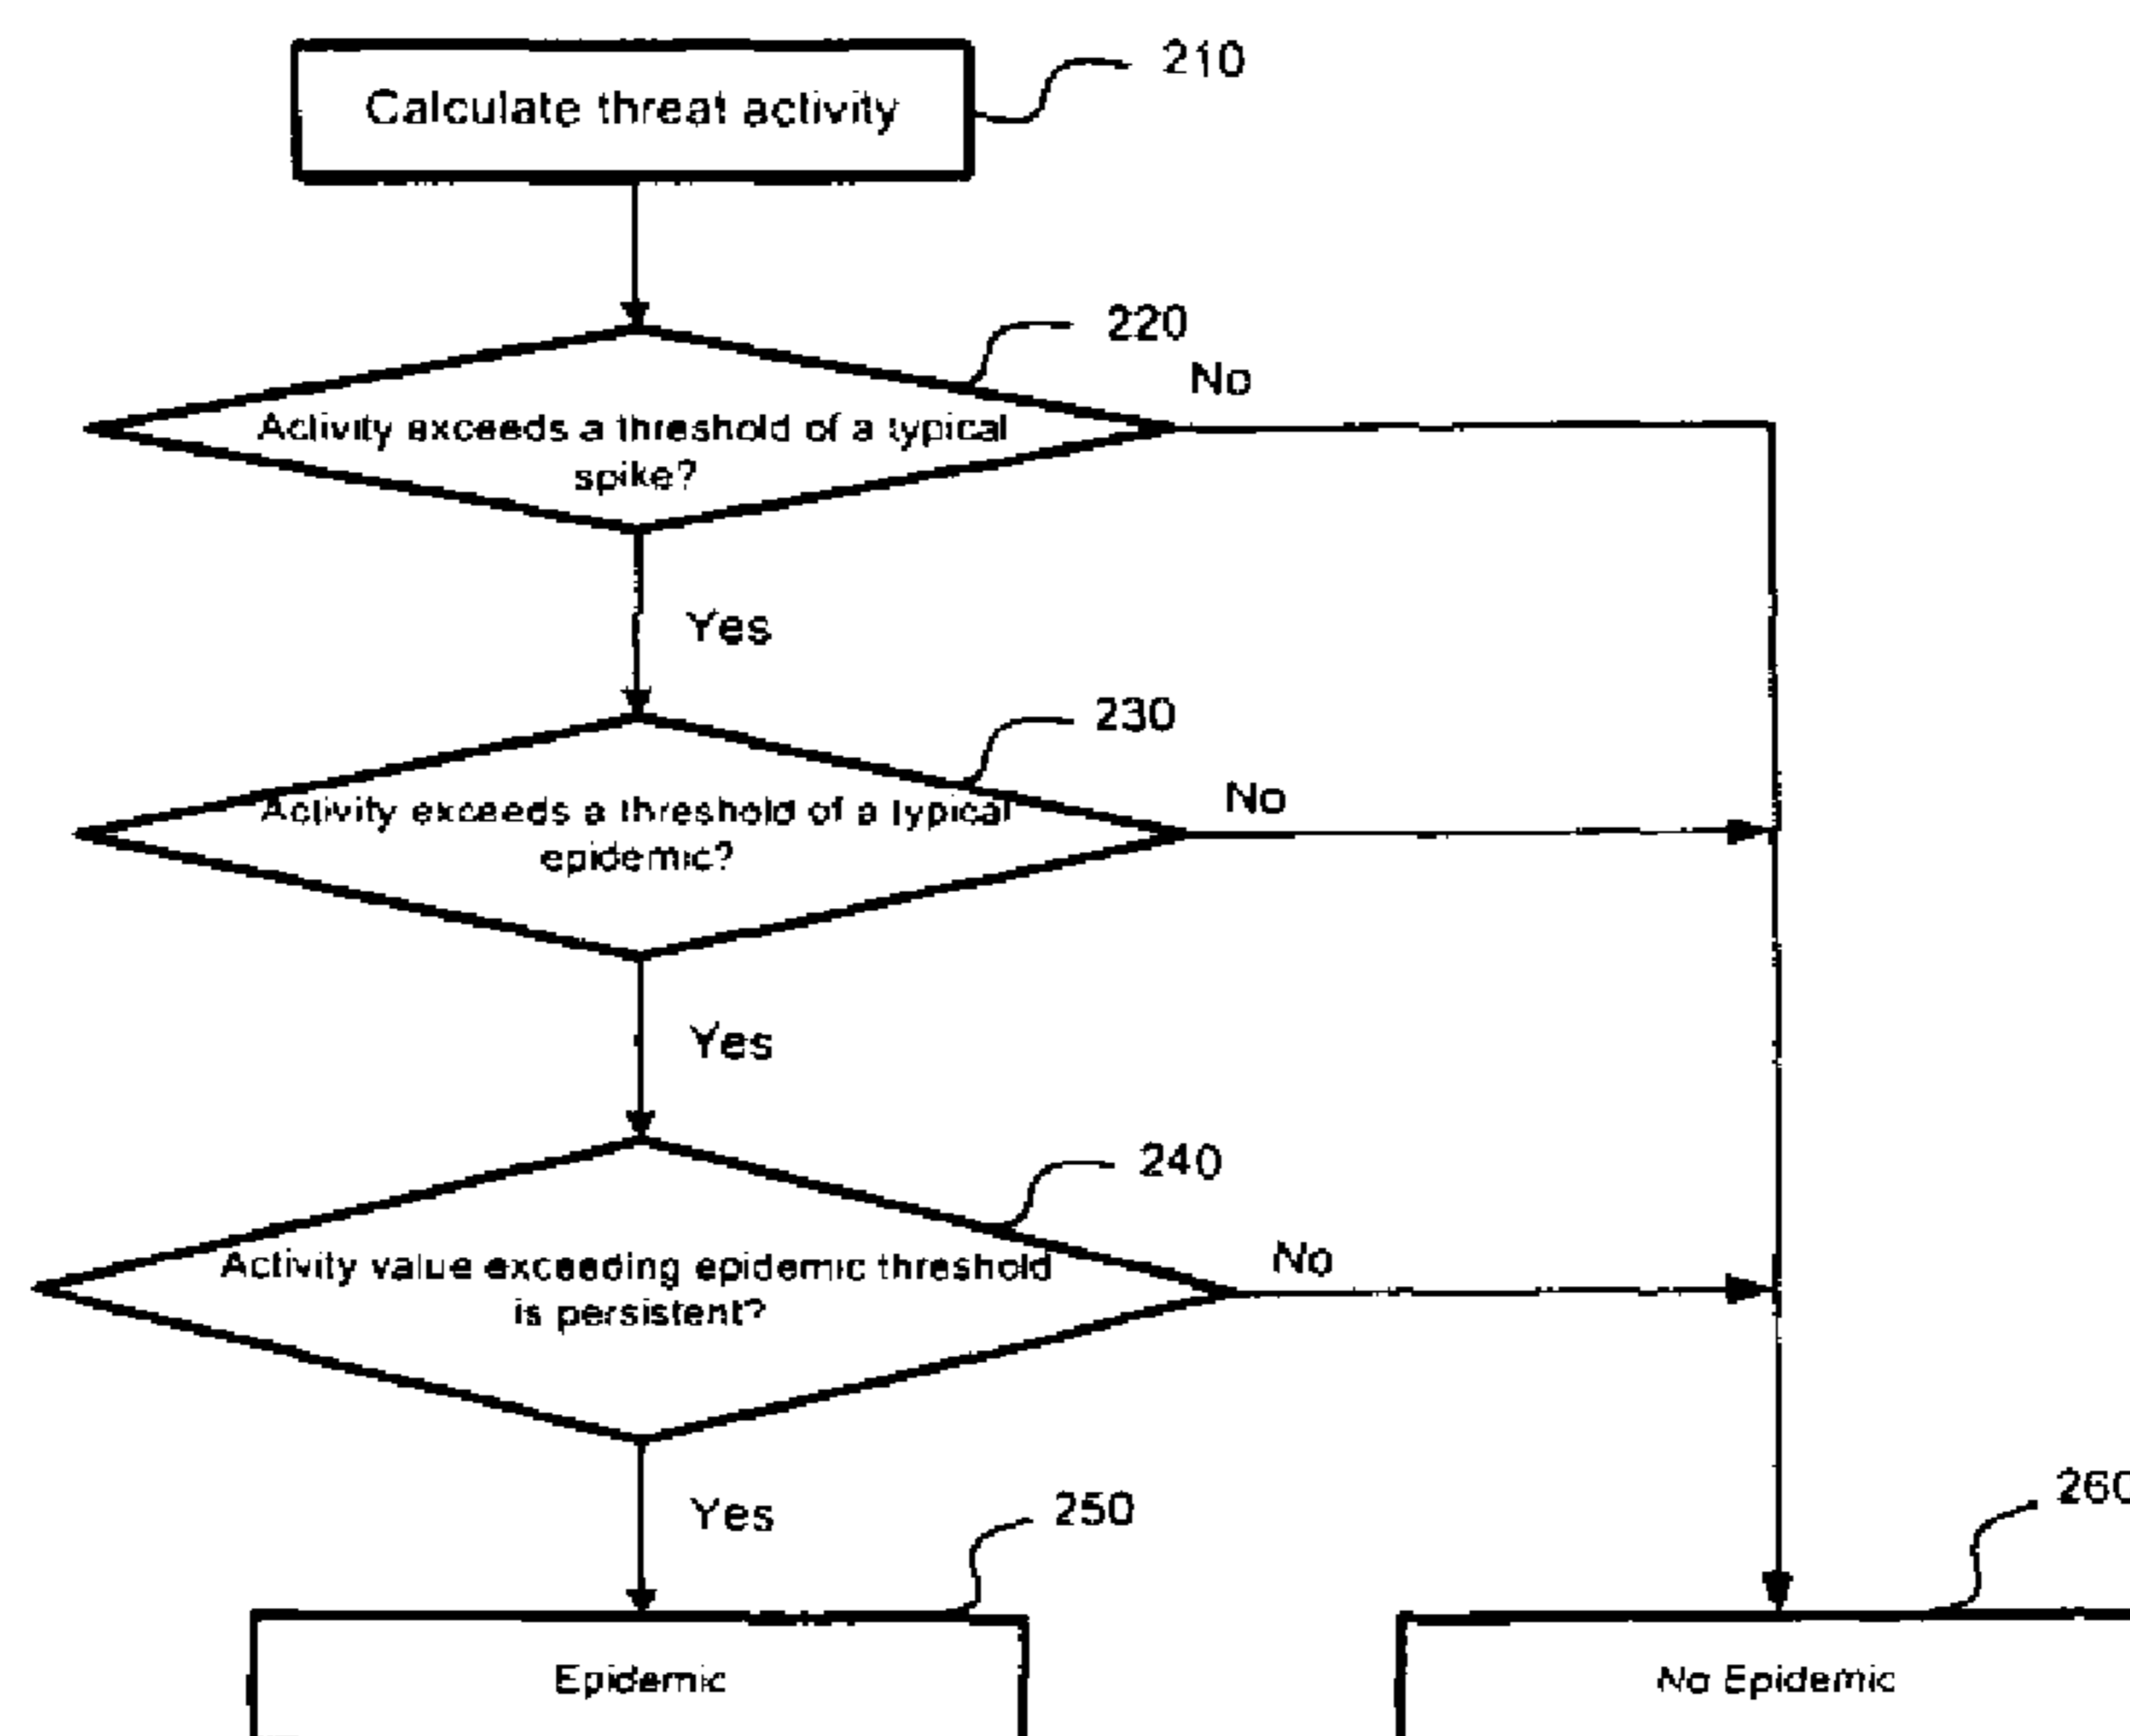 210
Calculate threat activity
220
No
Activity exceeds a threshold of a typical
spike?
Yes
230
No
Activity exceeds a threshold of a typical
epidemic?
Yes
240
No
Activity value exceeding epidemic threshold
is persistent?
Yes
250
260
Epidemic
No Epidemic